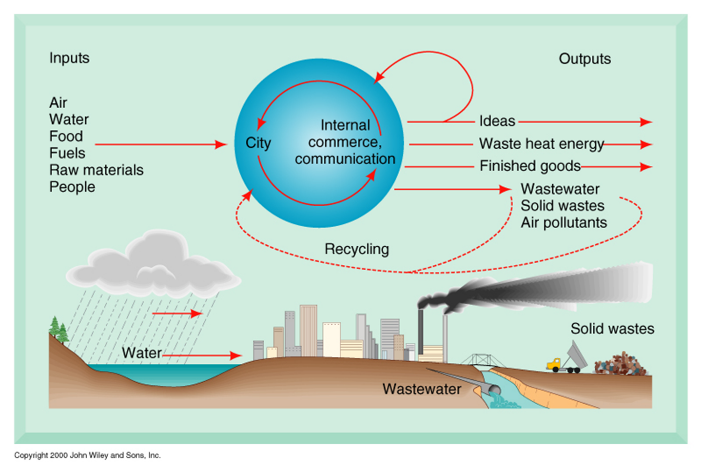 Inputs
Outputs
Air
Water
Food
Fuels
Raw materials
People
City
Internal
commerce,
communication
Ideas
Waste heat energy
Finished goods
Wastewater
Solid wastes
Air pollutants
Recycling
Water
Solid wastes
Wastewater
Copyright 2000 John Wiley and Sons, Inc.